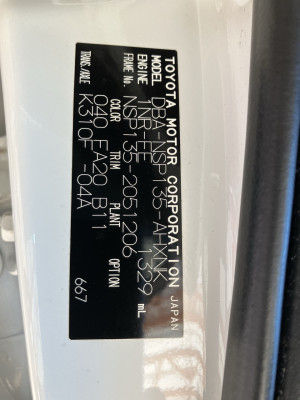 TOYOTA MOTOR CORPORATION JAPAN
MODEL DBA-NSP135-AHXNK
ENGINE 1NR-FE 1329 mL
FRAME No. NSP135-2051206
COLOR TRIM PLANT OPTION
040 FA20 B11
TRANS./AXLE K310F -04A
667